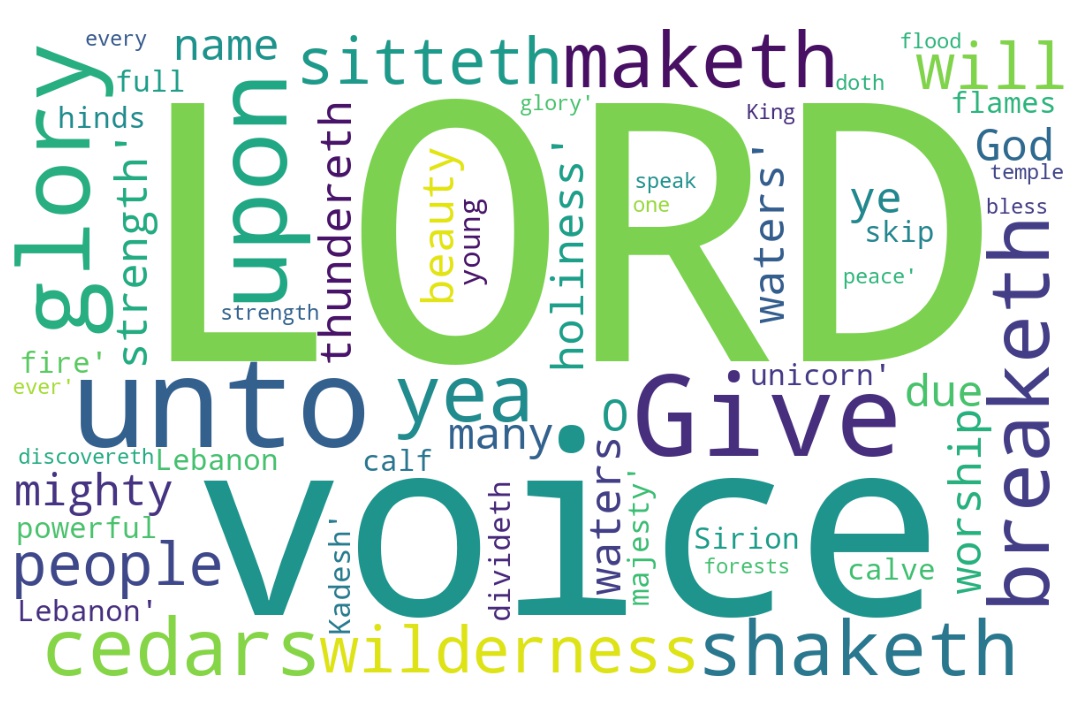 every
name
sitteth
maketh
flood
will
full
doth
glory
hinds
glory'
King
flames
upon
LORD
thundereth
God
strength'
beauty
young
holiness'
speak
one
waters'
ye
skip
temple
bless
peace'
strength
breaketh
fire'
ever'
unto
yea
many
O
Give
unicorn'
due
discovereth
Lebanon
calf
mighty
voice
divideth
waters
majesty'
worship
powerful
people
Kadesh'
Sirion
forests
calve
Lebanon'
cedars
wilderness
shaketh